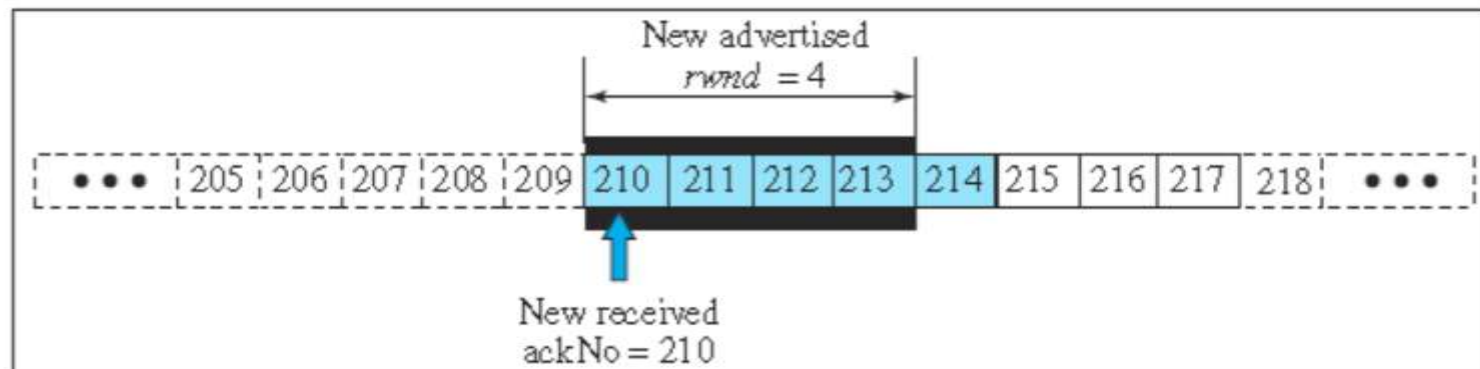 New advertised
rwnd = 4
••• 205 206 207 208 209 210 211 212 213 214 215 216 217 218 •••
New received
ackNo = 210